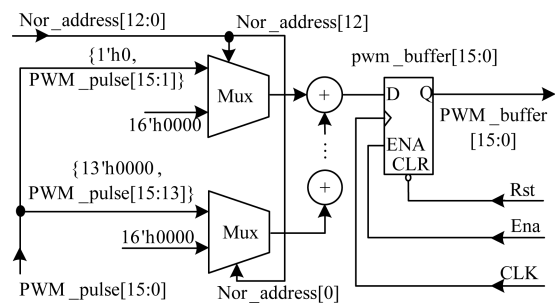 Nor_address[12:0]
Nor_address[12]
{1'h0,
PWM_pulse[15:1]}
Mux
16'h0000
pwm_buffer[15:0]
+
D
Q
ENA
CLR
PWM_buffer
[15:0]
...
{13'h0000,
PWM_pulse[15:13]}
Mux
16'h0000
+
Rst
Ena
CLK
PWM_pulse[15:0]
Nor_address[0]